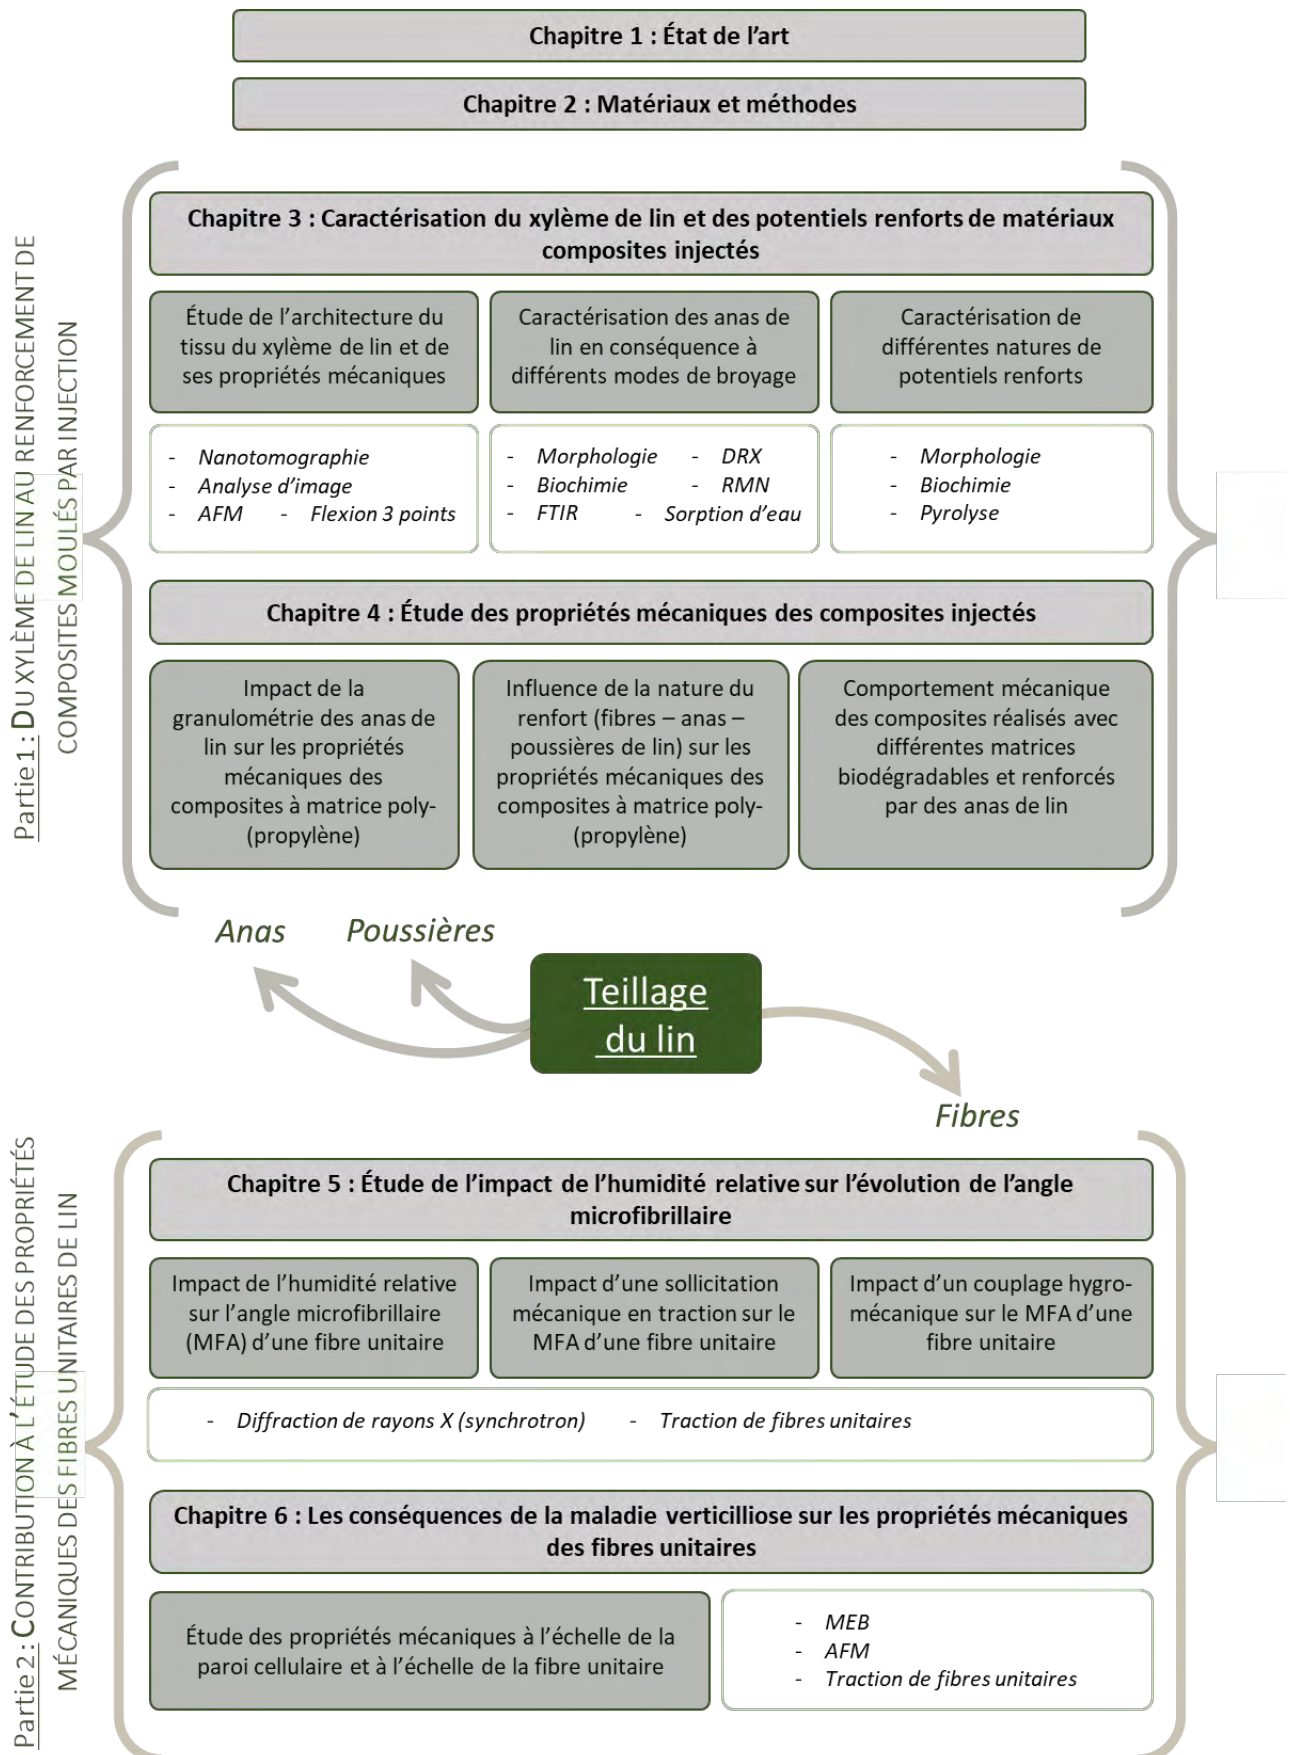 Chapitre 1 : État de l'art
Chapitre 2 : Matériaux et méthodes
Partie 1 : DU XYLÈME DE LIN AU RENFORCEMENT DE
COMPOSITES MOULÉS PAR INJECTION
Chapitre 3 : Caractérisation du xylème de lin et des potentiels renforts de matériaux
composites injectés
Étude de l'architecture du
tissu du xylème de lin et de
ses propriétés mécaniques
Caractérisation des anas de
lin en conséquence à
différents modes de broyage
Caractérisation de
différentes natures de
potentiels renforts
- Nanotomographie
- Analyse d'image
- AFM - Flexion 3 points
- Morphologie - DRX
- Biochimie - RMN
- FTIR - Sorption d'eau
- Morphologie
- Biochimie
- Pyrolyse
Chapitre 4 : Étude des propriétés mécaniques des composites injectés
Impact de la
granulométrie des anas de
lin sur les propriétés
mécaniques des
composites à matrice poly-
(propylène)
Influence de la nature du
renfort (fibres – anas –
poussières de lin) sur les
propriétés mécaniques des
composites à matrice poly-
(propylène)
Comportement mécanique
des composites réalisés avec
différentes matrices
biodégradables et renforcés
par des anas de lin
Anas Poussières
Teillage
du lin
Fibres
Partie 2 : CONTRIBUTION À L'ÉTUDE DES PROPRIÉTÉS
MÉCANIQUES DES FIBRES UNITAIRES DE LIN
Chapitre 5 : Étude de l'impact de l'humidité relative sur l'évolution de l'angle
microfibrillaire
Impact de l'humidité relative
sur l'angle microfibrillaire
(MFA) d'une fibre unitaire
Impact d'une sollicitation
mécanique en traction sur le
MFA d'une fibre unitaire
Impact d'un couplage hygro-
mécanique sur le MFA d'une
fibre unitaire
- Diffraction de rayons X (synchrotron) - Traction de fibres unitaires
Chapitre 6 : Les conséquences de la maladie verticilliose sur les propriétés mécaniques
des fibres unitaires
Étude des propriétés mécaniques à l'échelle de la
paroi cellulaire et à l'échelle de la fibre unitaire
- MEB
- AFM
- Traction de fibres unitaires